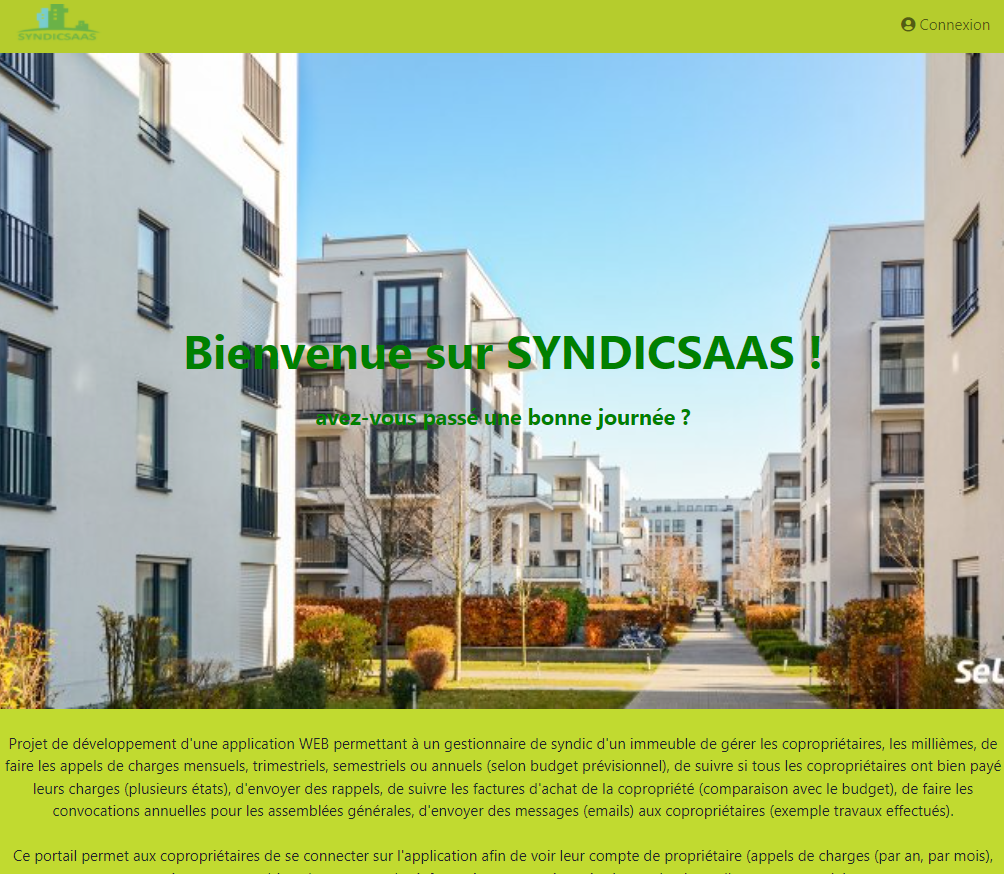 SYNDICSAAS
Connexion
Bienvenue sur SYNDICSAAS !
avez-vous passé une bonne journée ?
SeL
Projet de développement d'une application WEB permettant à un gestionnaire de syndic d'un immeuble de gérer les copropriétaires, les millièmes, de
faire les appels de charges mensuels, trimestriels, semestriels ou annuels (selon budget prévisionnel), de suivre si tous les copropriétaires ont bien payé
leurs charges (plusieurs états), d'envoyer des rappels, de suivre les factures d'achat de la copropriété (comparaison avec le budget), de faire les
convocations annuelles pour les assemblées générales, d'envoyer des messages (emails) aux copropriétaires (exemple travaux effectués).
Ce portail permet aux copropriétaires de se connecter sur l'application afin de voir leur compte de propriétaire (appels de charges (par an, par mois),